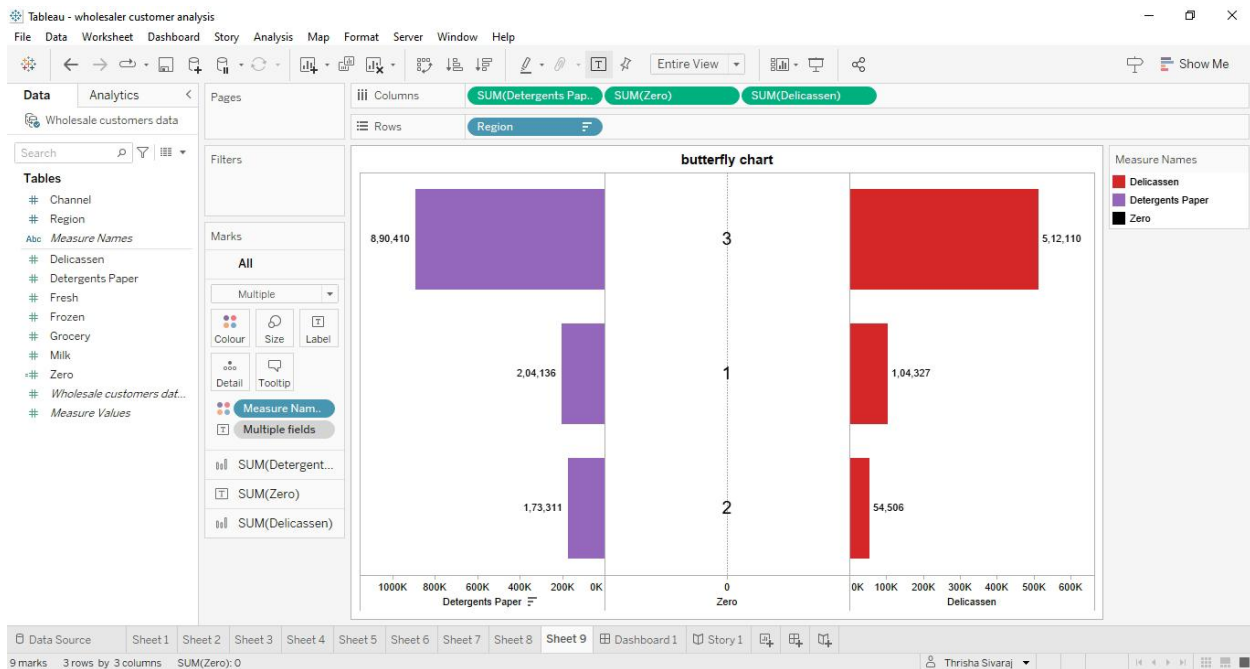 Tableau - wholesaler customer analysis
File Data Worksheet Dashboard Story Analysis Map Format Server Window Help
Entire View
Show Me
Data Analytics
Wholesale customers data
Search
Tables
Channel
Region
Abc Measure Names
Delicassen
Detergents Paper
Fresh
Frozen
Grocery
Milk
Zero
Wholesale customers dat...
Measure Values
Pages
Filters
Marks
All
Multiple
Colour Size Label
Detail Tooltip
Measure Nam..
Multiple fields
SUM(Detergent...
SUM(Zero)
SUM(Delicassen)
Columns SUM(Detergents Pap.. SUM(Zero) SUM(Delicassen)
Rows Region
butterfly chart
8,90,410 3 5,12,110
2,04,136 1 1,04,327
1,73,311 2 54,506
1000K 800K 600K 400K 200K 0K 0 0K 100K 200K 300K 400K 500K 600K
Detergents Paper Zero Delicassen
Measure Names
Delicassen
Detergents Paper
Zero
Data Source Sheet 1 Sheet 2 Sheet 3 Sheet 4 Sheet 5 Sheet 6 Sheet 7 Sheet 8 Sheet 9 Dashboard 1 Story 1
9 marks 3 rows by 3 columns SUM(Zero): 0 Thrisha Sivaraj